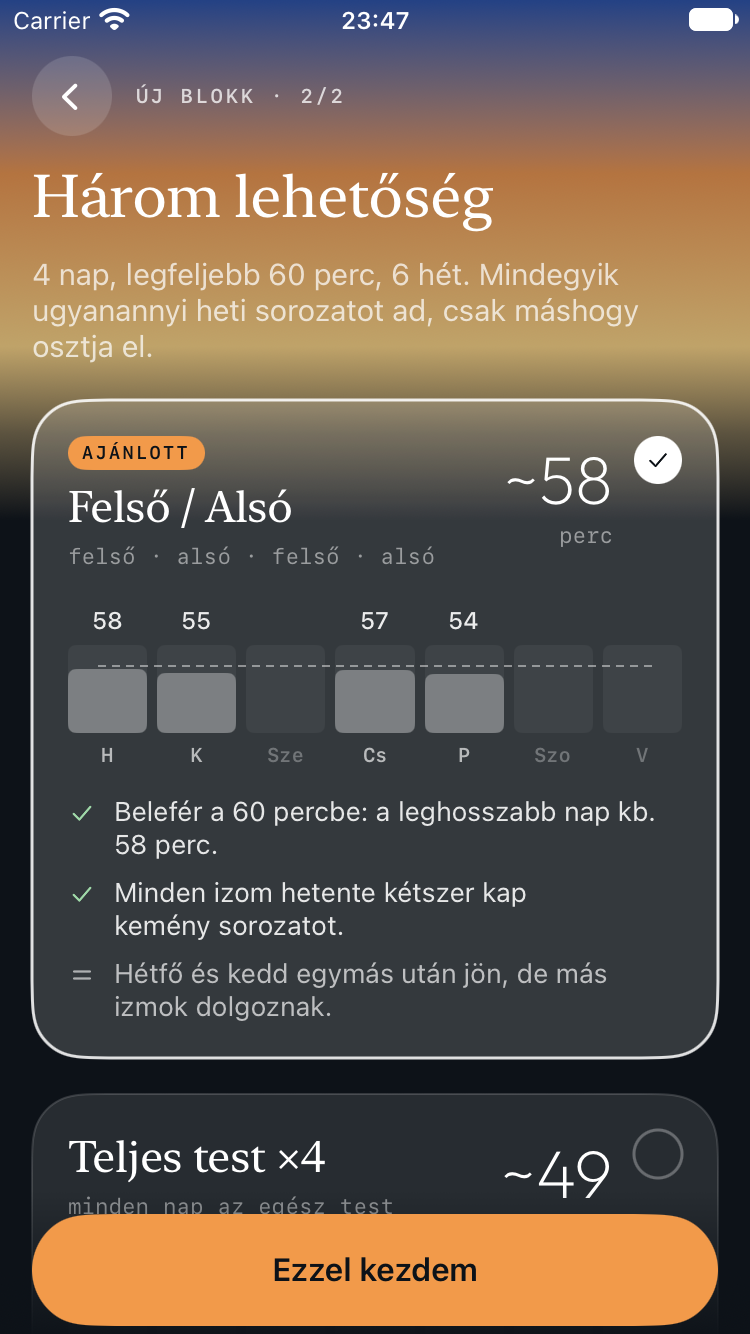 Carrier 23:47
ÚJ BLOKK · 2/2
Három lehetőség
4 nap, legfeljebb 60 perc, 6 hét. Mindegyik
ugyanannyi heti sorozatot ad, csak máshogy
osztja el.
AJÁNLOTT
~58
Felső / Alsó
perc
felső · alsó · felső · alsó
58 55 57 54
H K Sze Cs P Szo V
Belefér a 60 percbe: a leghosszabb nap kb.
58 perc.
Minden izom hetente kétszer kap
kemény sorozatot.
Hétfő és kedd egymás után jön, de más
izmok dolgoznak.
Teljes test ×4
~49
minden nap az egész test
Ezzel kezdem